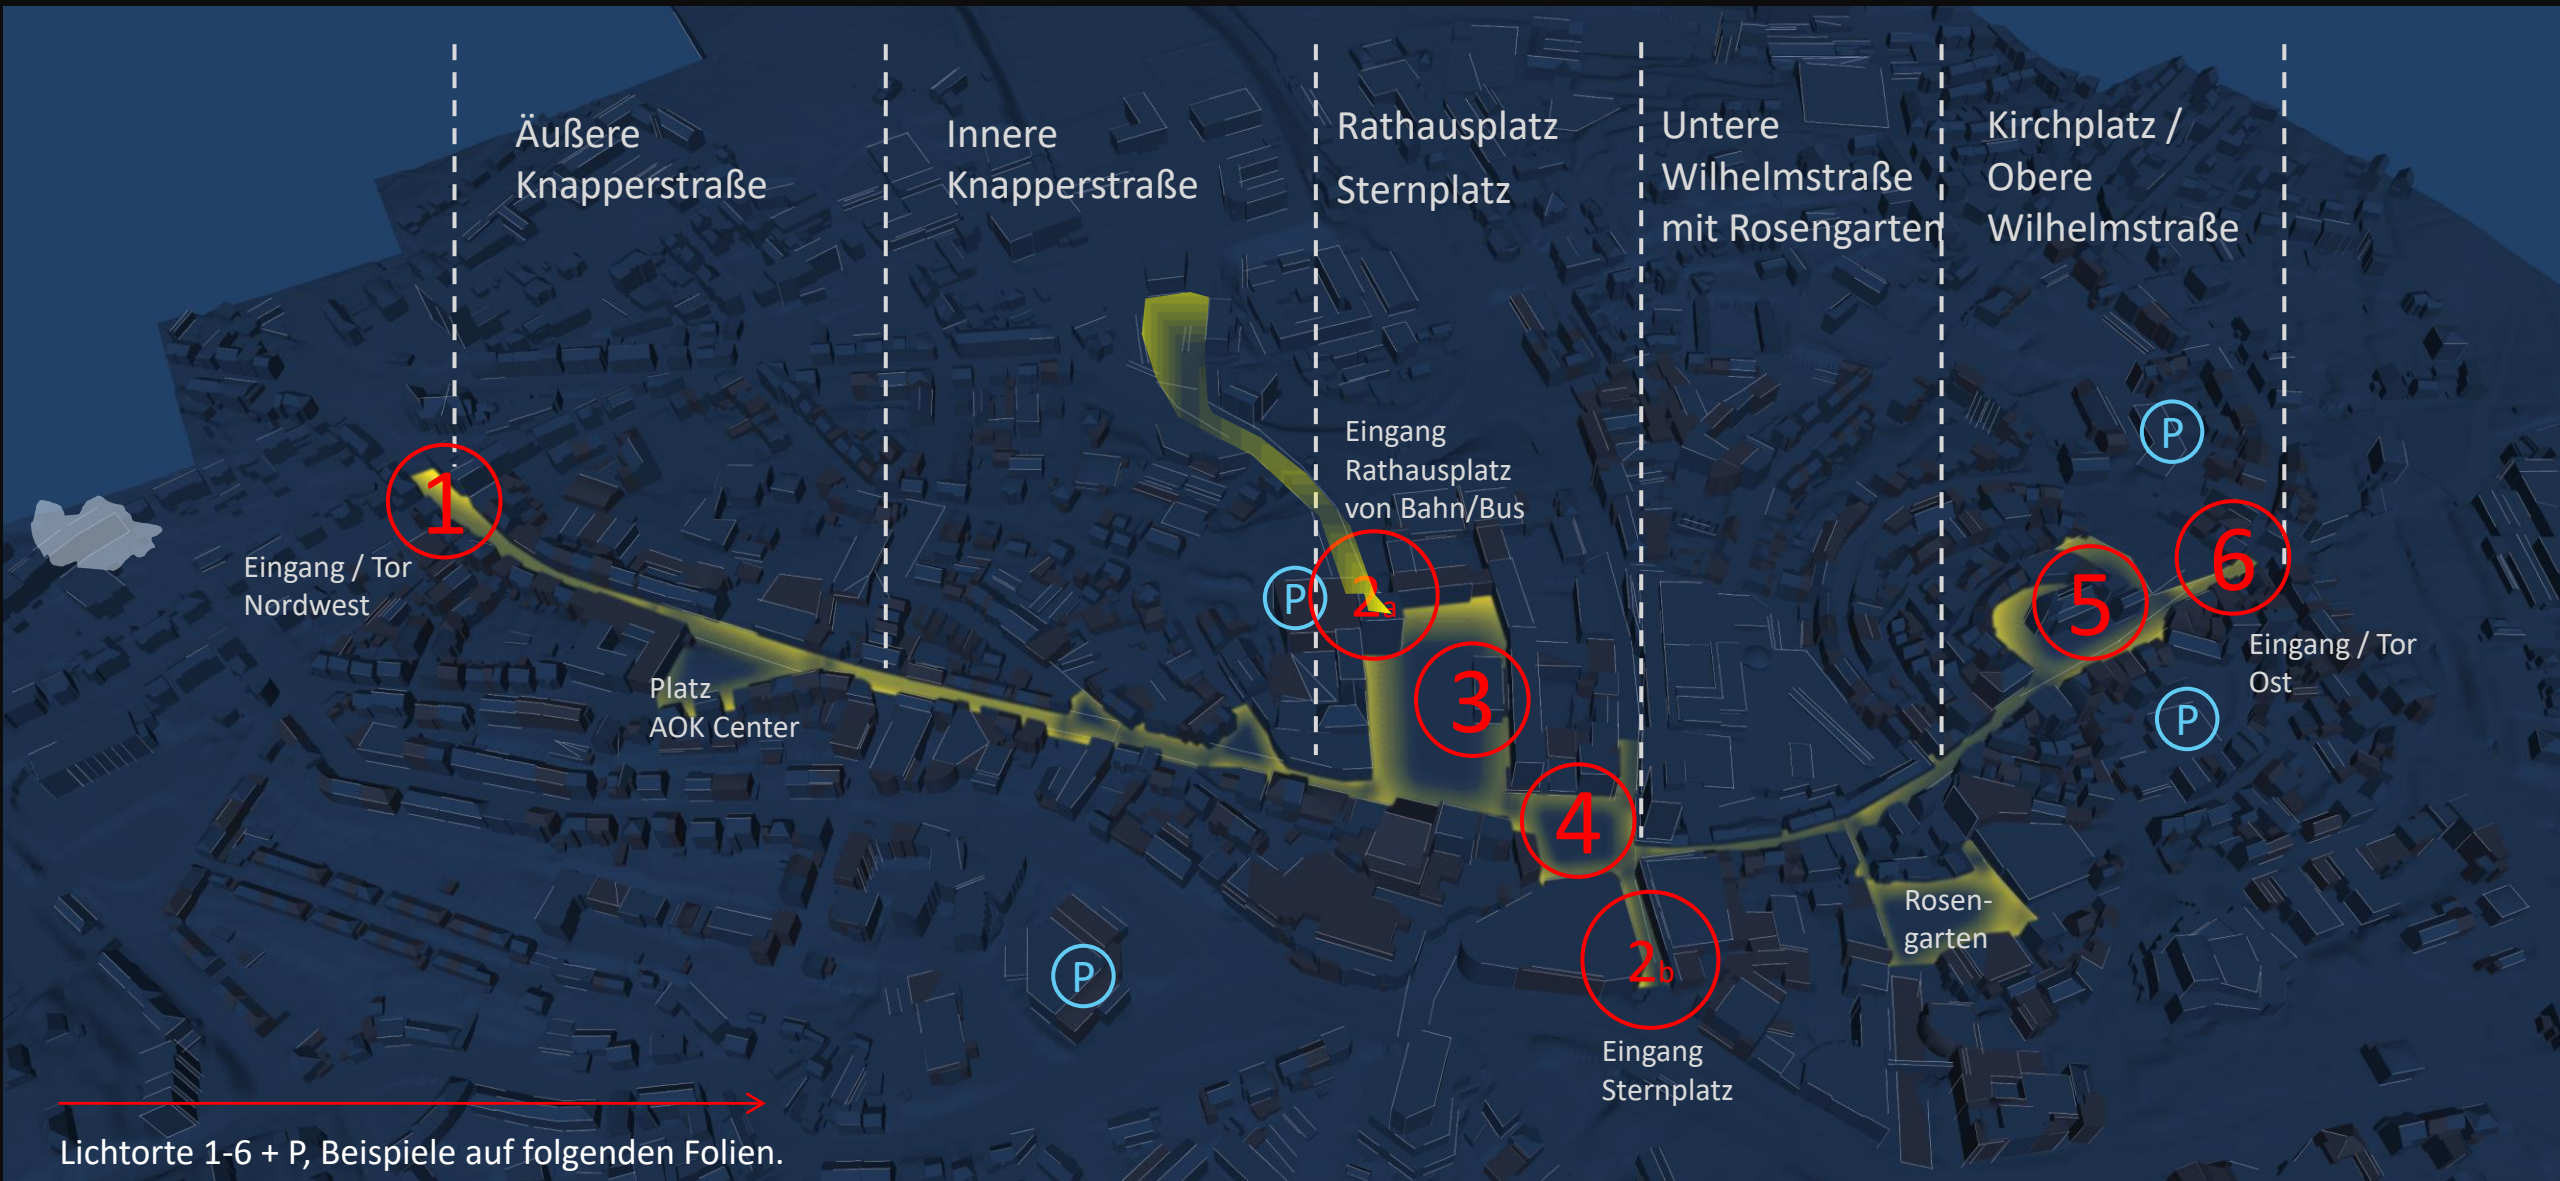 Äußere
Knapperstraße
Innere
Knapperstraße
Rathausplatz
Sternplatz
Untere
Wilhelmstraße
mit Rosengarten
Kirchplatz /
Obere
Wilhelmstraße
Eingang
Rathausplatz
von Bahn/Bus
P
1
6
Eingang / Tor
Nordwest
P
2a
5
Eingang / Tor
Ost
Platz
AOK Center
3
P
4
Rosen-
garten
P
2b
Eingang
Sternplatz
Lichtorte 1-6 + P, Beispiele auf folgenden Folien.